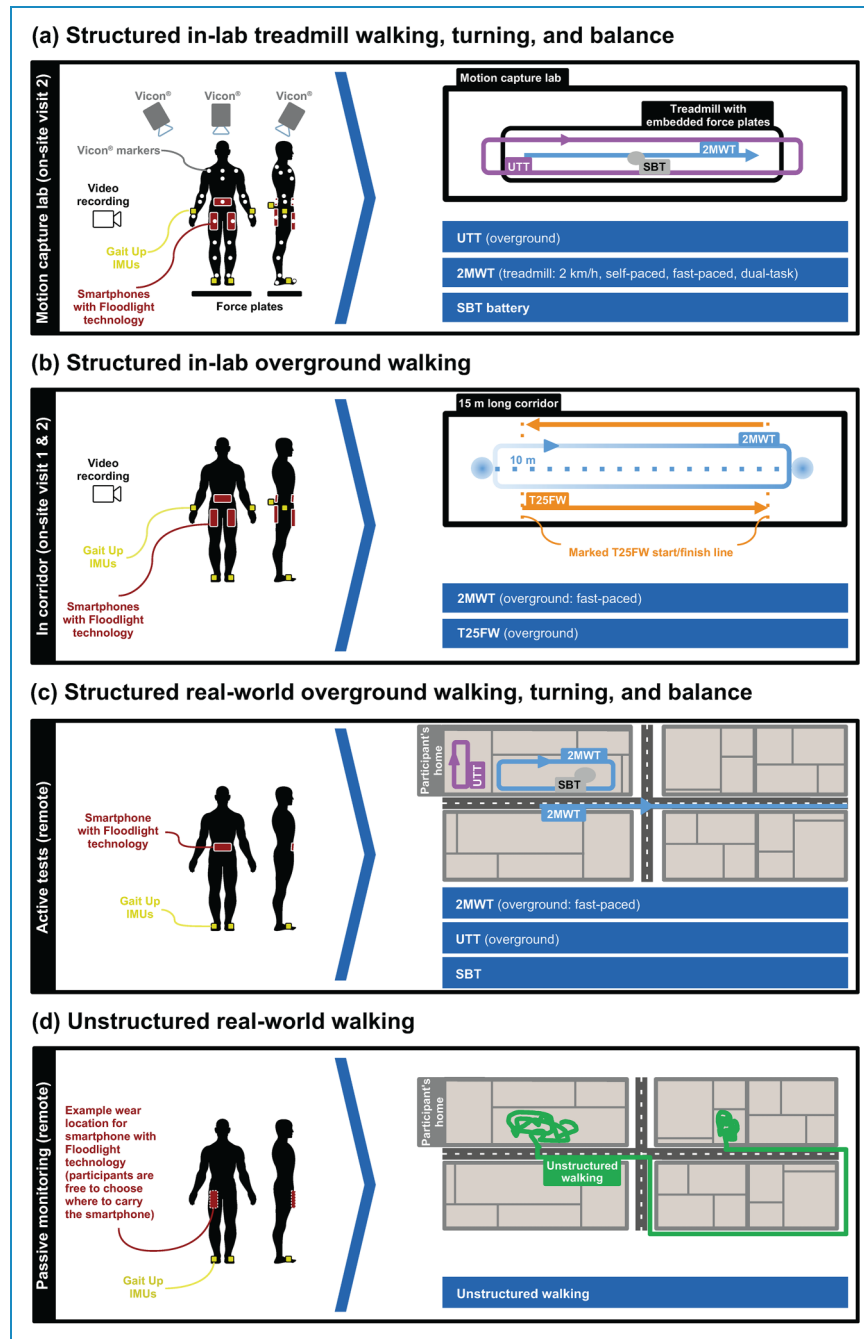 (a) Structured in-lab treadmill walking, turning, and balance
Motion capture lab (on-site visit 2)
Vicon®
Vicon®
Vicon®
Vicon® markers
Video
recording
Gait Up
IMUs
Smartphones
with Floodlight
technology
Force plates
Motion capture lab
Treadmill with
embedded force plates
2MWT
UTT
SBT
UTT (overground)
2MWT (treadmill: 2 km/h, self-paced, fast-paced, dual-task)
SBT battery
(b) Structured in-lab overground walking
In corridor (on-site visit 1 & 2)
Video
recording
Gait Up
IMUs
Smartphones
with Floodlight
technology
15 m long corridor
2MWT
10 m
T25FW
Marked T25FW start/finish line
2MWT (overground: fast-paced)
T25FW (overground)
(c) Structured real-world overground walking, turning, and balance
Active tests (remote)
Smartphone
with Floodlight
technology
Gait Up
IMUs
Participant's
home
UTT
2MWT
SBT
2MWT
2MWT (overground: fast-paced)
UTT (overground)
SBT
(d) Unstructured real-world walking
Passive monitoring (remote)
Example wear
location for
smartphone with
Floodlight
technology
(participants are
free to choose
where to carry
the smartphone)
Gait Up
IMUs
Participant's
home
Unstructured
walking
Unstructured walking